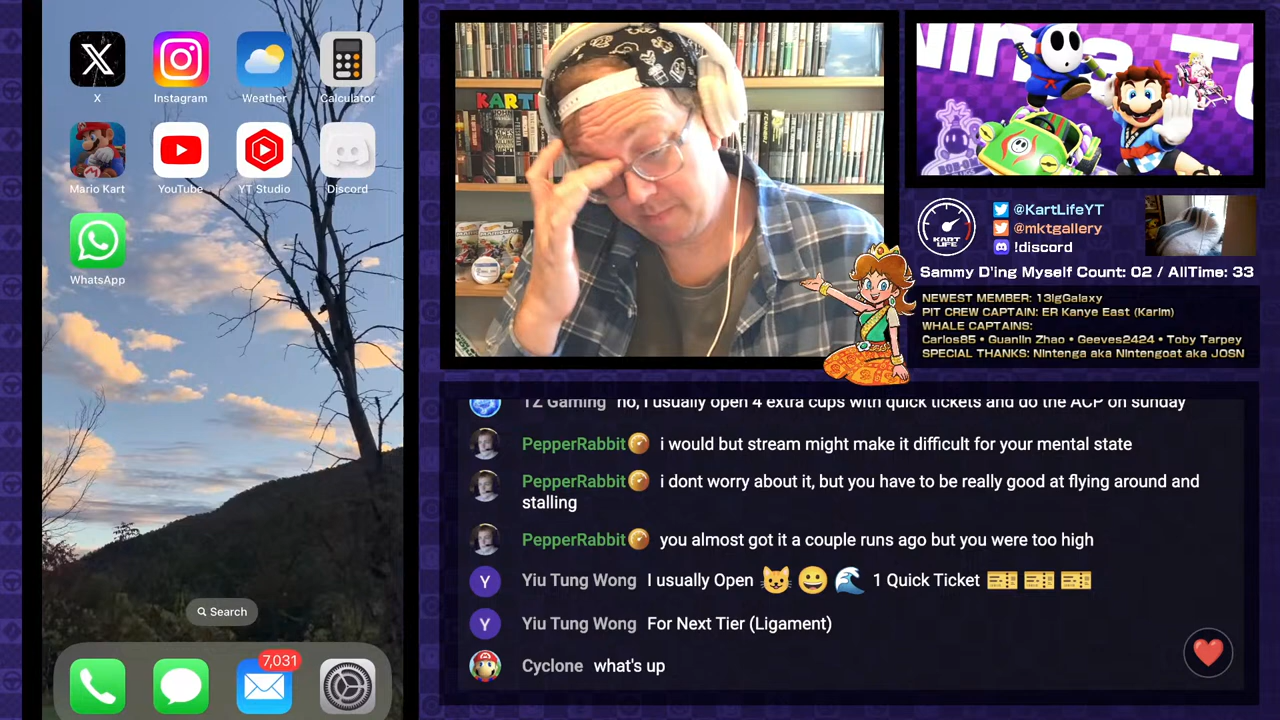 X
Instagram
Weather
Calculator
Mario Kart
YouTube
YT Studio
Discord
WhatsApp
Search
7,031
KART
Ninja To
KART LIFE
@KartLifeYT
@mktgallery
!discord
Sammy D'ing Myself Count: 02 / AllTime: 33
NEWEST MEMBER: 13lgGalaxy
PIT CREW CAPTAIN: ER Kanye East (Karim)
WHALE CAPTAINS:
Carlos85 • Guanlin Zhao • Geeves2424 • Toby Tarpey
SPECIAL THANKS: Nintenga aka Nintengoat aka JOSN
TZ Gaming no, I usually open 4 extra cups with quick tickets and do the ACP on sunday
PepperRabbit i would but stream might make it difficult for your mental state
PepperRabbit i dont worry about it, but you have to be really good at flying around and
stalling
PepperRabbit you almost got it a couple runs ago but you were too high
Y Yiu Tung Wong I usually Open 😺 😀 🌊 1 Quick Ticket 🎫 🎫 🎫
Y Yiu Tung Wong For Next Tier (Ligament)
Cyclone what's up